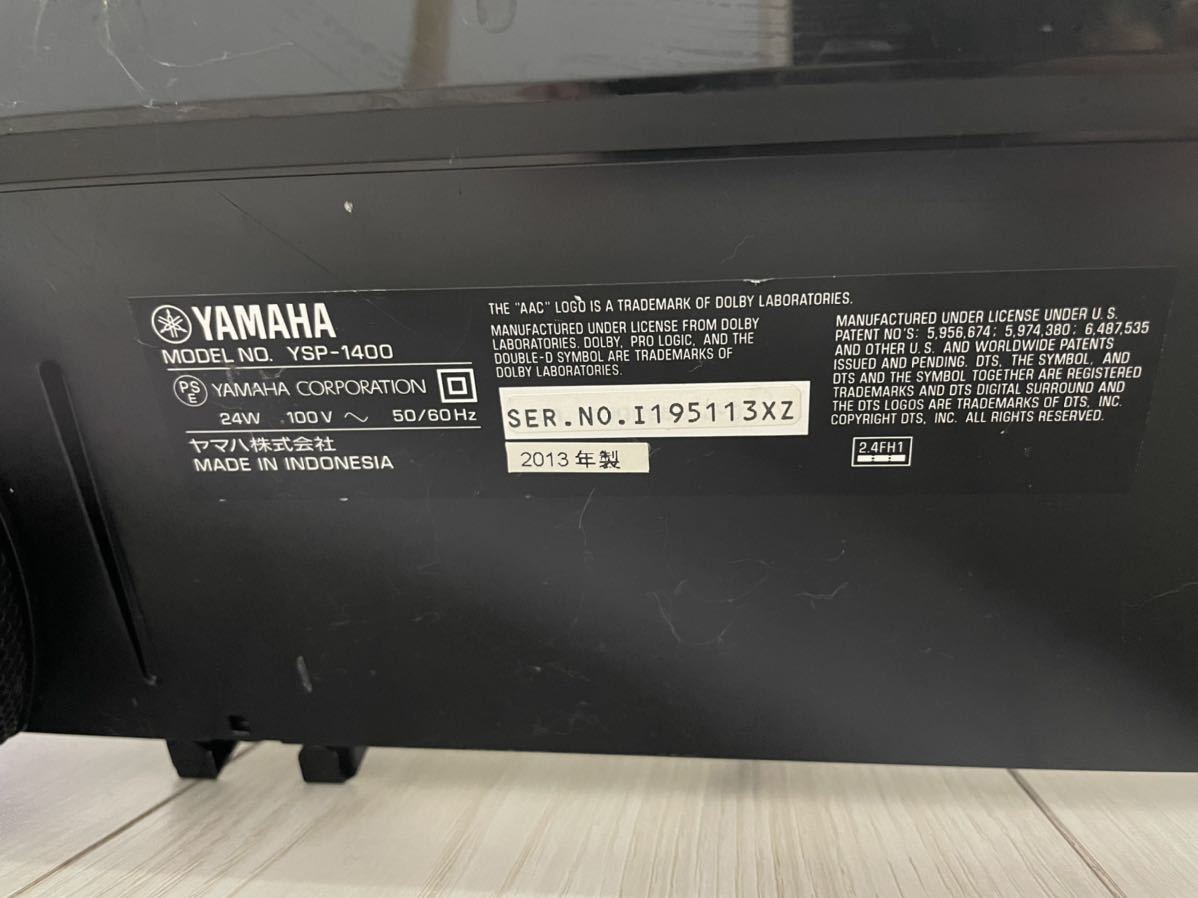 YAMAHA
MODEL NO. YSP-1400
PSE YAMAHA CORPORATION
24W 100V ～ 50/60Hz
ヤマハ株式会社
MADE IN INDONESIA
THE "AAC" LOGO IS A TRADEMARK OF DOLBY LABORATORIES.
MANUFACTURED UNDER LICENSE FROM DOLBY
LABORATORIES. DOLBY, PRO LOGIC, AND THE
DOUBLE-D SYMBOL ARE TRADEMARKS OF
DOLBY LABORATORIES.
SER.NO.I195113XZ
2013年製
MANUFACTURED UNDER LICENSE UNDER U.S.
PATENT NO'S: 5,956,674; 5,974,380; 6,487,535
AND OTHER U.S. AND WORLDWIDE PATENTS
ISSUED AND PENDING. DTS, THE SYMBOL, AND
DTS AND THE SYMBOL TOGETHER ARE REGISTERED
TRADEMARKS AND DTS DIGITAL SURROUND AND
THE DTS LOGOS ARE TRADEMARKS OF DTS, INC.
COPYRIGHT DTS, INC. ALL RIGHTS RESERVED.
2.4FH1